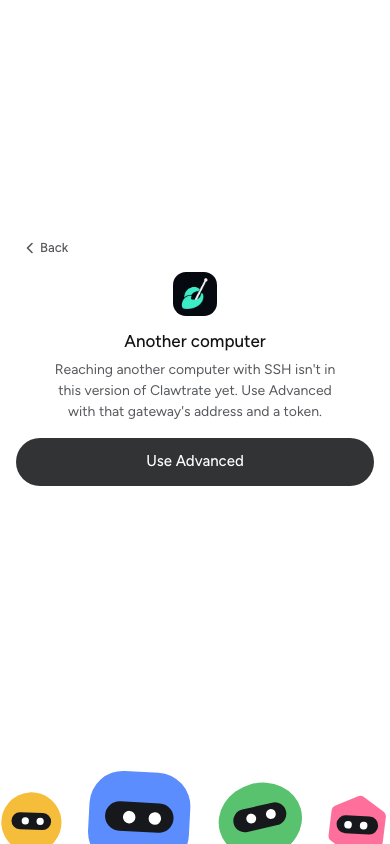 Back
Another computer
Reaching another computer with SSH isn't in
this version of Clawtrate yet. Use Advanced
with that gateway's address and a token.
Use Advanced